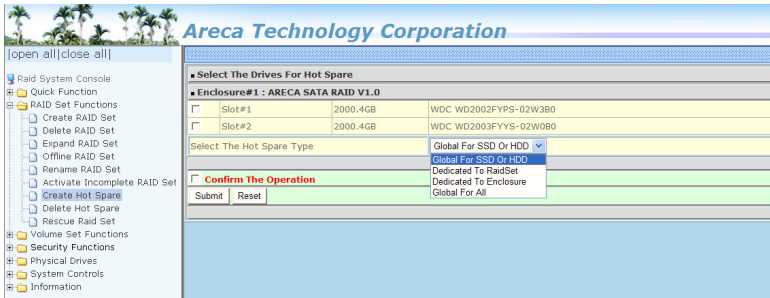 Areca Technology Corporation
|open all|close all|
Raid System Console
Quick Function
RAID Set Functions
Create RAID Set
Delete RAID Set
Expand RAID Set
Offline RAID Set
Rename RAID Set
Activate Incomplete RAID Set
Create Hot Spare
Delete Hot Spare
Rescue Raid Set
Volume Set Functions
Security Functions
Physical Drives
System Controls
Information
Select The Drives For Hot Spare
Enclosure#1 : ARECA SATA RAID V1.0
Slot#1 2000.4GB WDC WD2002FYPS-02W3B0
Slot#2 2000.4GB WDC WD2003FYYS-02W0B0
Select The Hot Spare Type Global For SSD Or HDD
Global For SSD Or HDD
Dedicated To RaidSet
Dedicated To Enclosure
Global For All
Confirm The Operation
Submit Reset